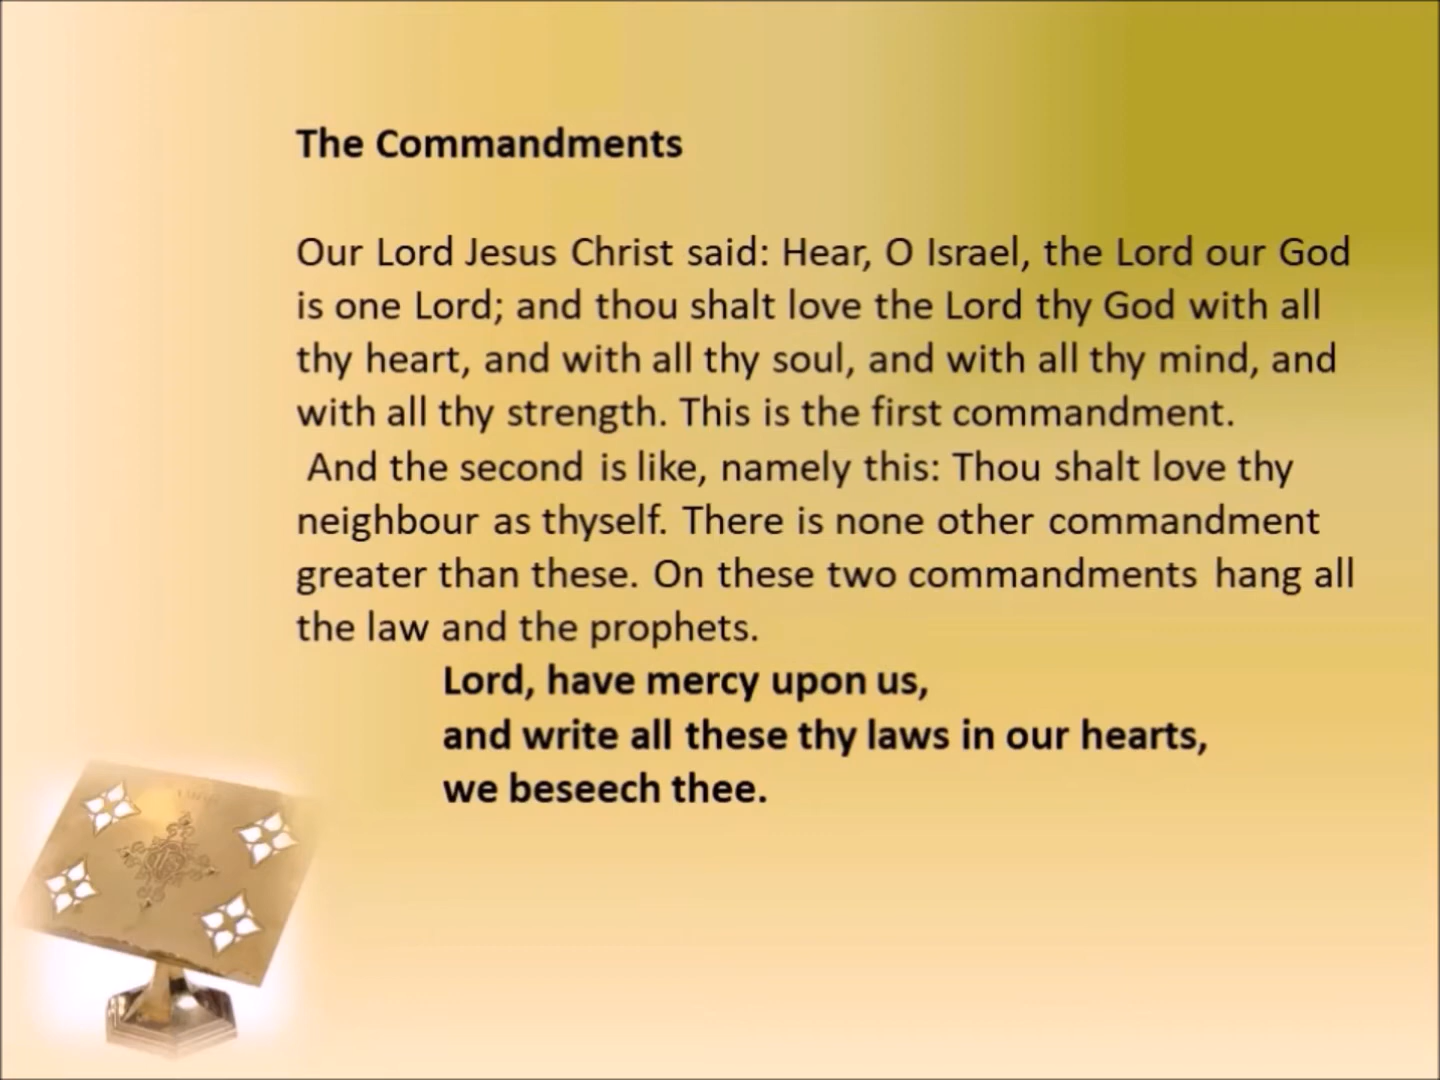 The Commandments
Our Lord Jesus Christ said: Hear, O Israel, the Lord our God
is one Lord; and thou shalt love the Lord thy God with all
thy heart, and with all thy soul, and with all thy mind, and
with all thy strength. This is the first commandment.
And the second is like, namely this: Thou shalt love thy
neighbour as thyself. There is none other commandment
greater than these. On these two commandments hang all
the law and the prophets.
Lord, have mercy upon us,
and write all these thy laws in our hearts,
we beseech thee.